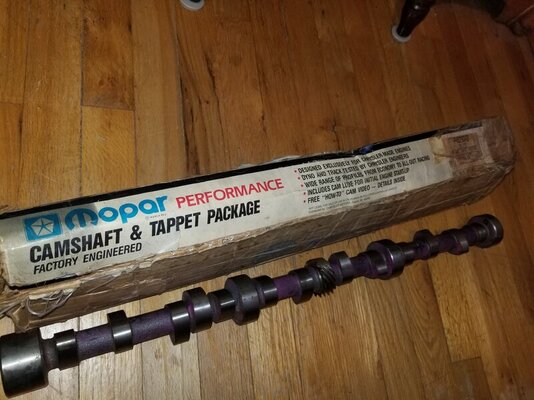 Mopar PERFORMANCE
CAMSHAFT & TAPPET PACKAGE
FACTORY ENGINEERED
• DESIGNED EXCLUSIVELY FOR CHRYSLER-MADE ENGINES
• DYNO AND TRACK TESTED BY CHRYSLER ENGINEERS
• WIDE RANGE OF PROFILES, FROM ECONOMY TO ALL OUT RACING
• INCLUDES CAM LUBE FOR INITIAL ENGINE STARTUP
• FREE "HOW-TO" CAM VIDEO — DETAILS INSIDE